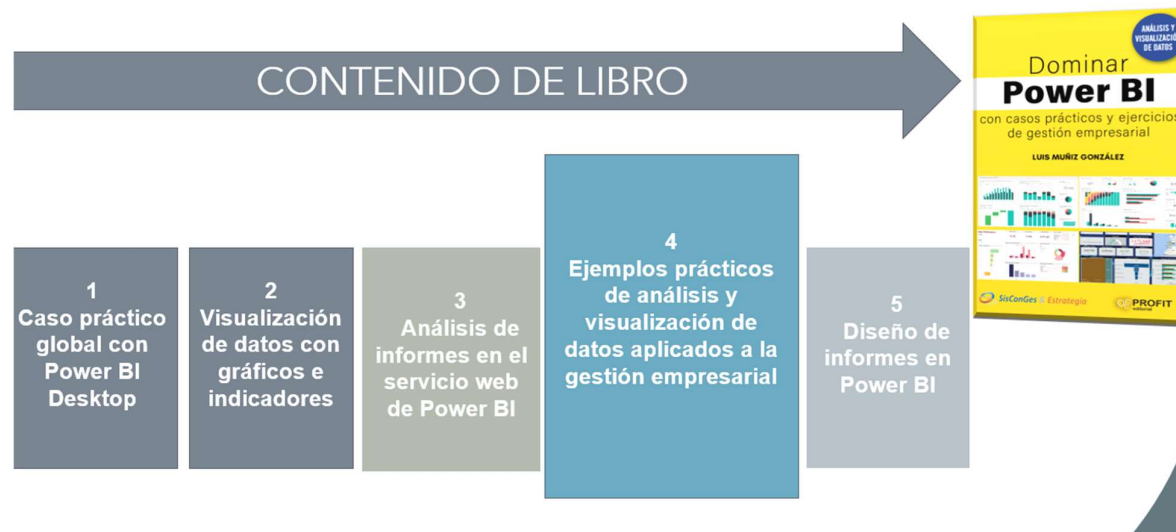 CONTENIDO DE LIBRO
ANÁLISIS Y
VISUALIZACIÓN
DE DATOS
Dominar
Power BI
con casos prácticos y ejercicios
de gestión empresarial
LUIS MUÑIZ GONZÁLEZ
SisConGes & Estrategia
PROFIT
editorial
1
Caso práctico
global con
Power BI
Desktop
2
Visualización
de datos con
gráficos e
indicadores
3
Análisis de
informes en el
servicio web
de Power BI
4
Ejemplos prácticos
de análisis y
visualización de
datos aplicados a la
gestión empresarial
5
Diseño de
informes en
Power BI